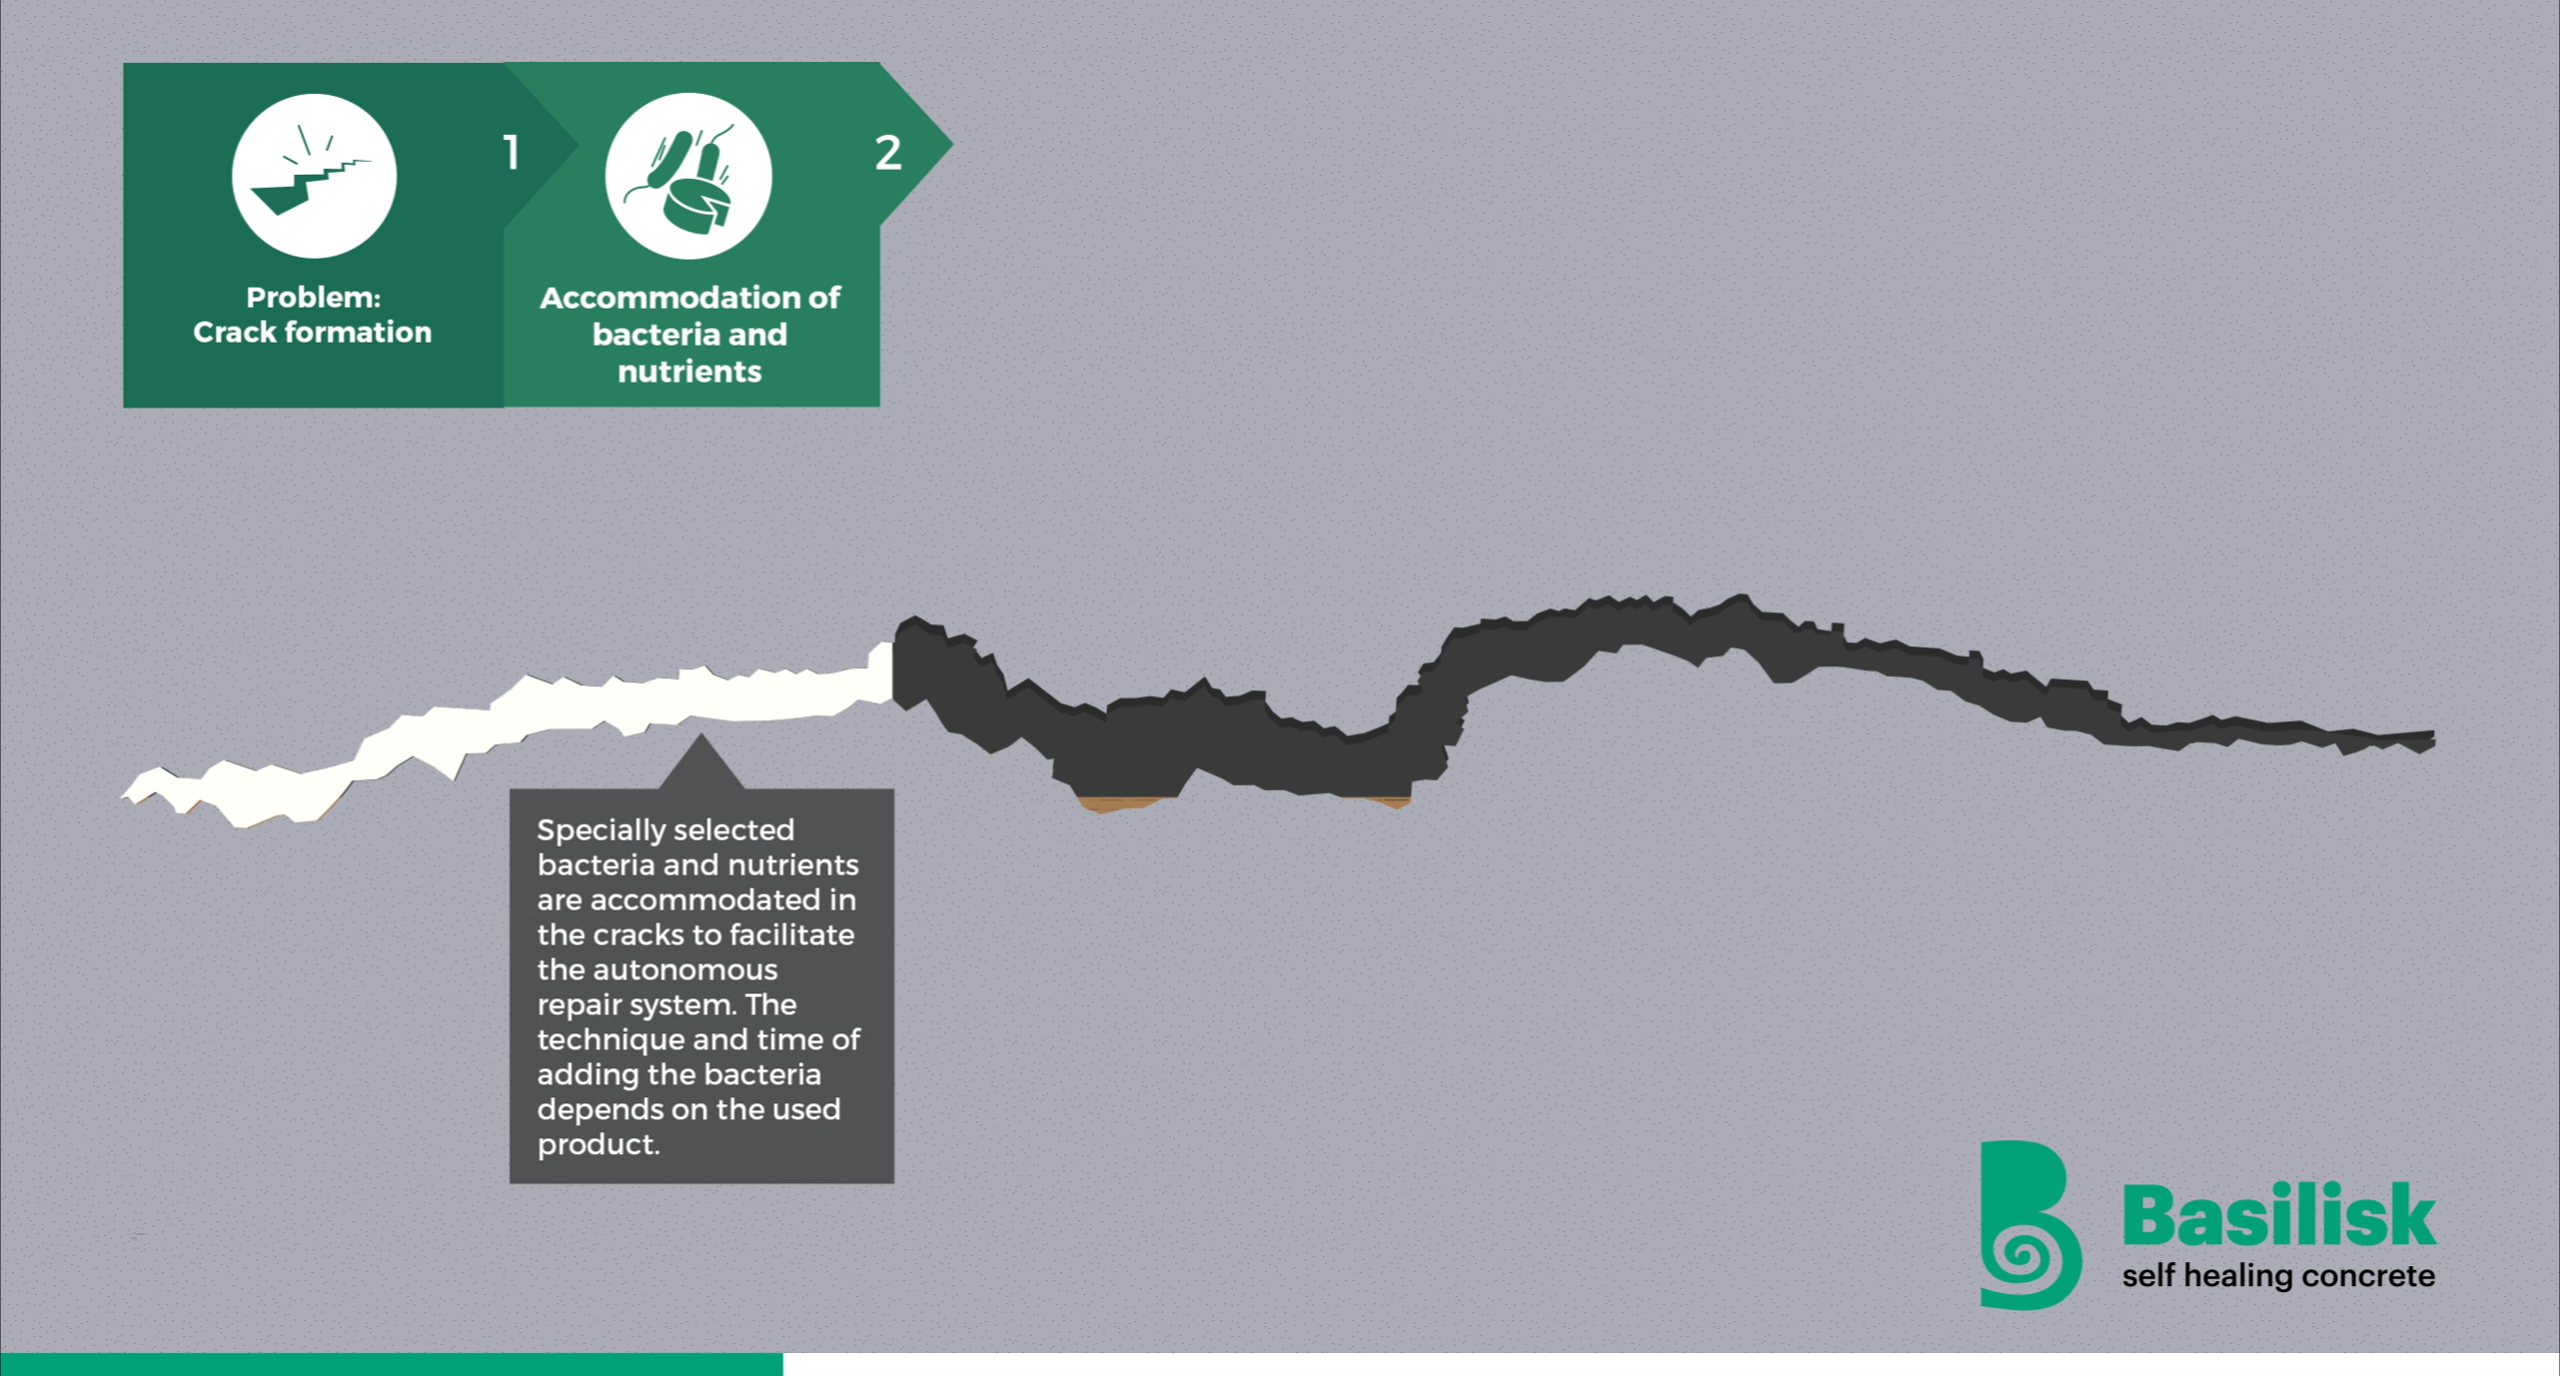 1
Problem:
Crack formation
2
Accommodation of
bacteria and
nutrients
Specially selected
bacteria and nutrients
are accommodated in
the cracks to facilitate
the autonomous
repair system. The
technique and time of
adding the bacteria
depends on the used
product.
Basilisk
self healing concrete